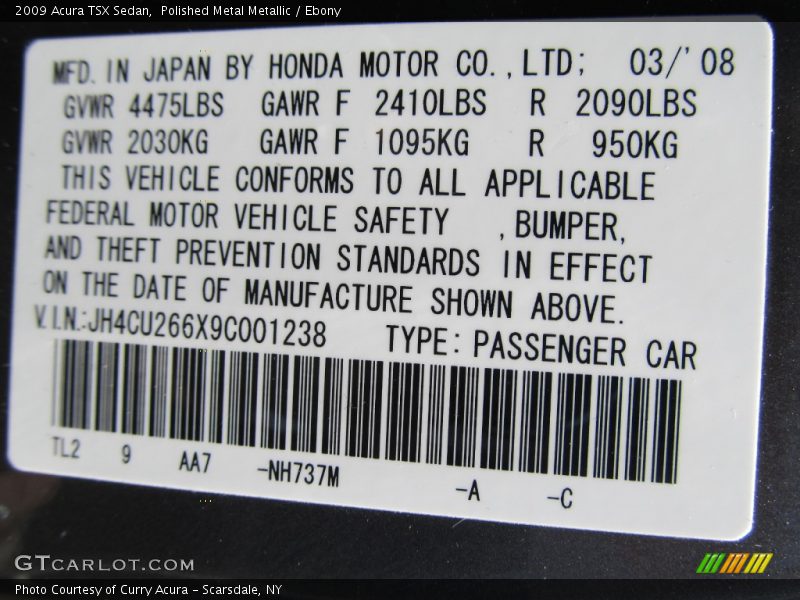 2009 Acura TSX Sedan,  Polished Metal Metallic / Ebony
MFD. IN JAPAN BY HONDA MOTOR CO., LTD; 03/'08
GVWR 4475LBS GAWR F 2410LBS R 2090LBS
GVWR 2030KG GAWR F 1095KG R 950KG
THIS VEHICLE CONFORMS TO ALL APPLICABLE
FEDERAL MOTOR VEHICLE SAFETY ,BUMPER,
AND THEFT PREVENTION STANDARDS IN EFFECT
ON THE DATE OF MANUFACTURE SHOWN ABOVE.
V.I.N.:JH4CU266X9C001238 TYPE: PASSENGER CAR
TL2 9 AA7 -NH737M -A -C
GTCARLOT.COM
Photo Courtesy of Curry Acura - Scarsdale, NY